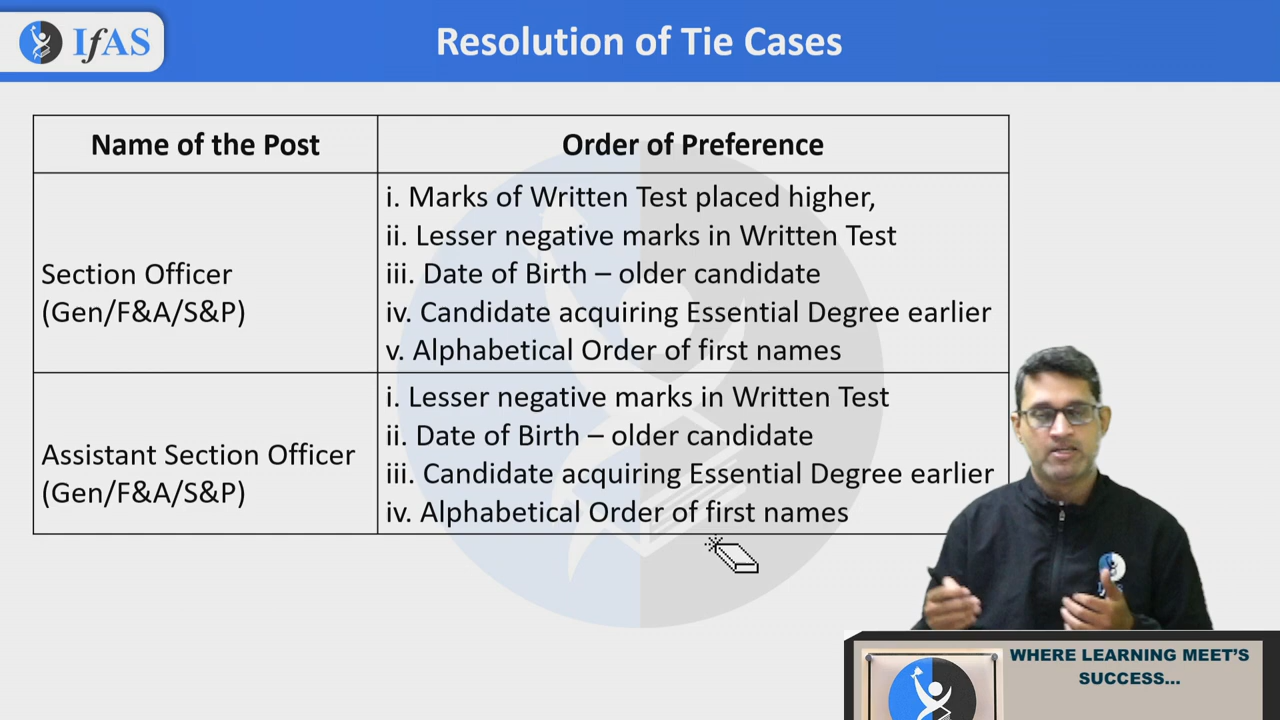 IfAS
Resolution of Tie Cases
Name of the Post
Order of Preference
Section Officer
(Gen/F&A/S&P)
i. Marks of Written Test placed higher,
ii. Lesser negative marks in Written Test
iii. Date of Birth – older candidate
iv. Candidate acquiring Essential Degree earlier
v. Alphabetical Order of first names
Assistant Section Officer
(Gen/F&A/S&P)
i. Lesser negative marks in Written Test
ii. Date of Birth – older candidate
iii. Candidate acquiring Essential Degree earlier
iv. Alphabetical Order of first names
WHERE LEARNING MEET'S
SUCCESS...